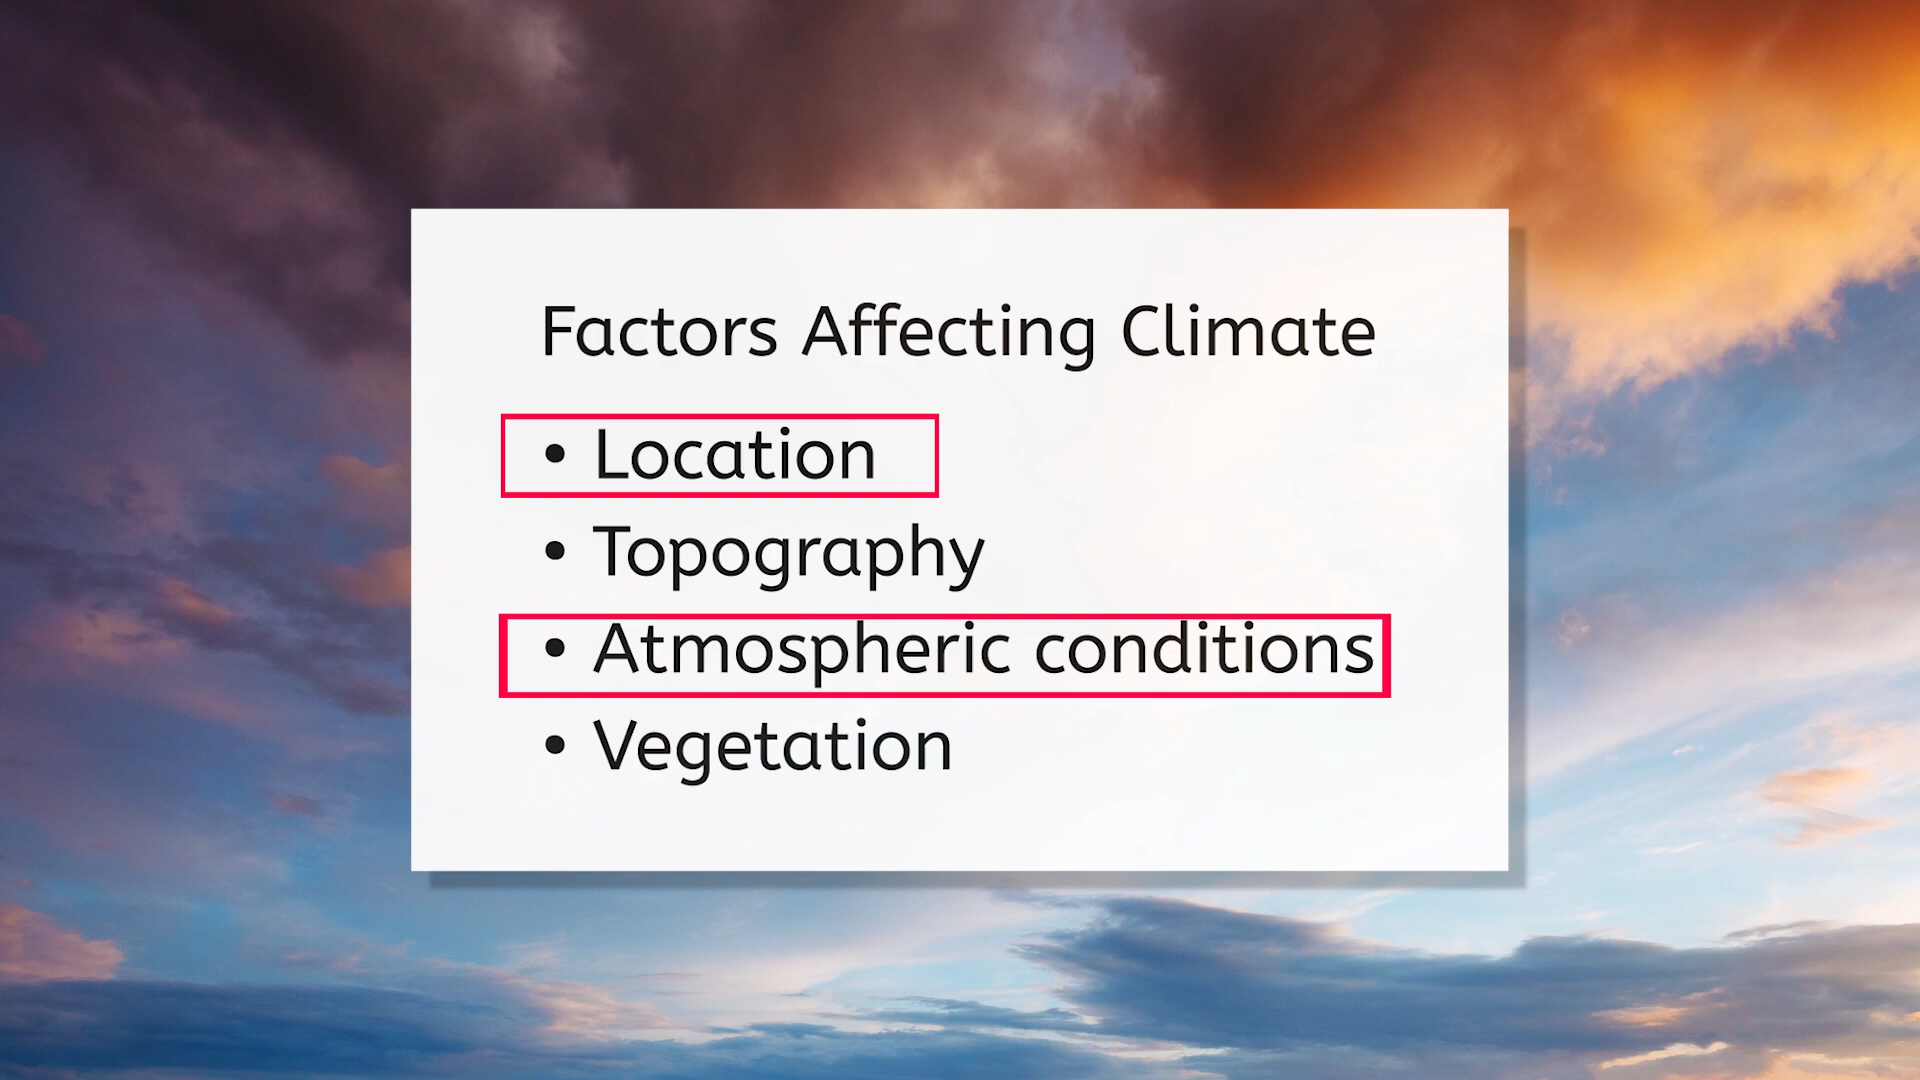 Factors Affecting Climate
• Location
• Topography
• Atmospheric conditions
• Vegetation